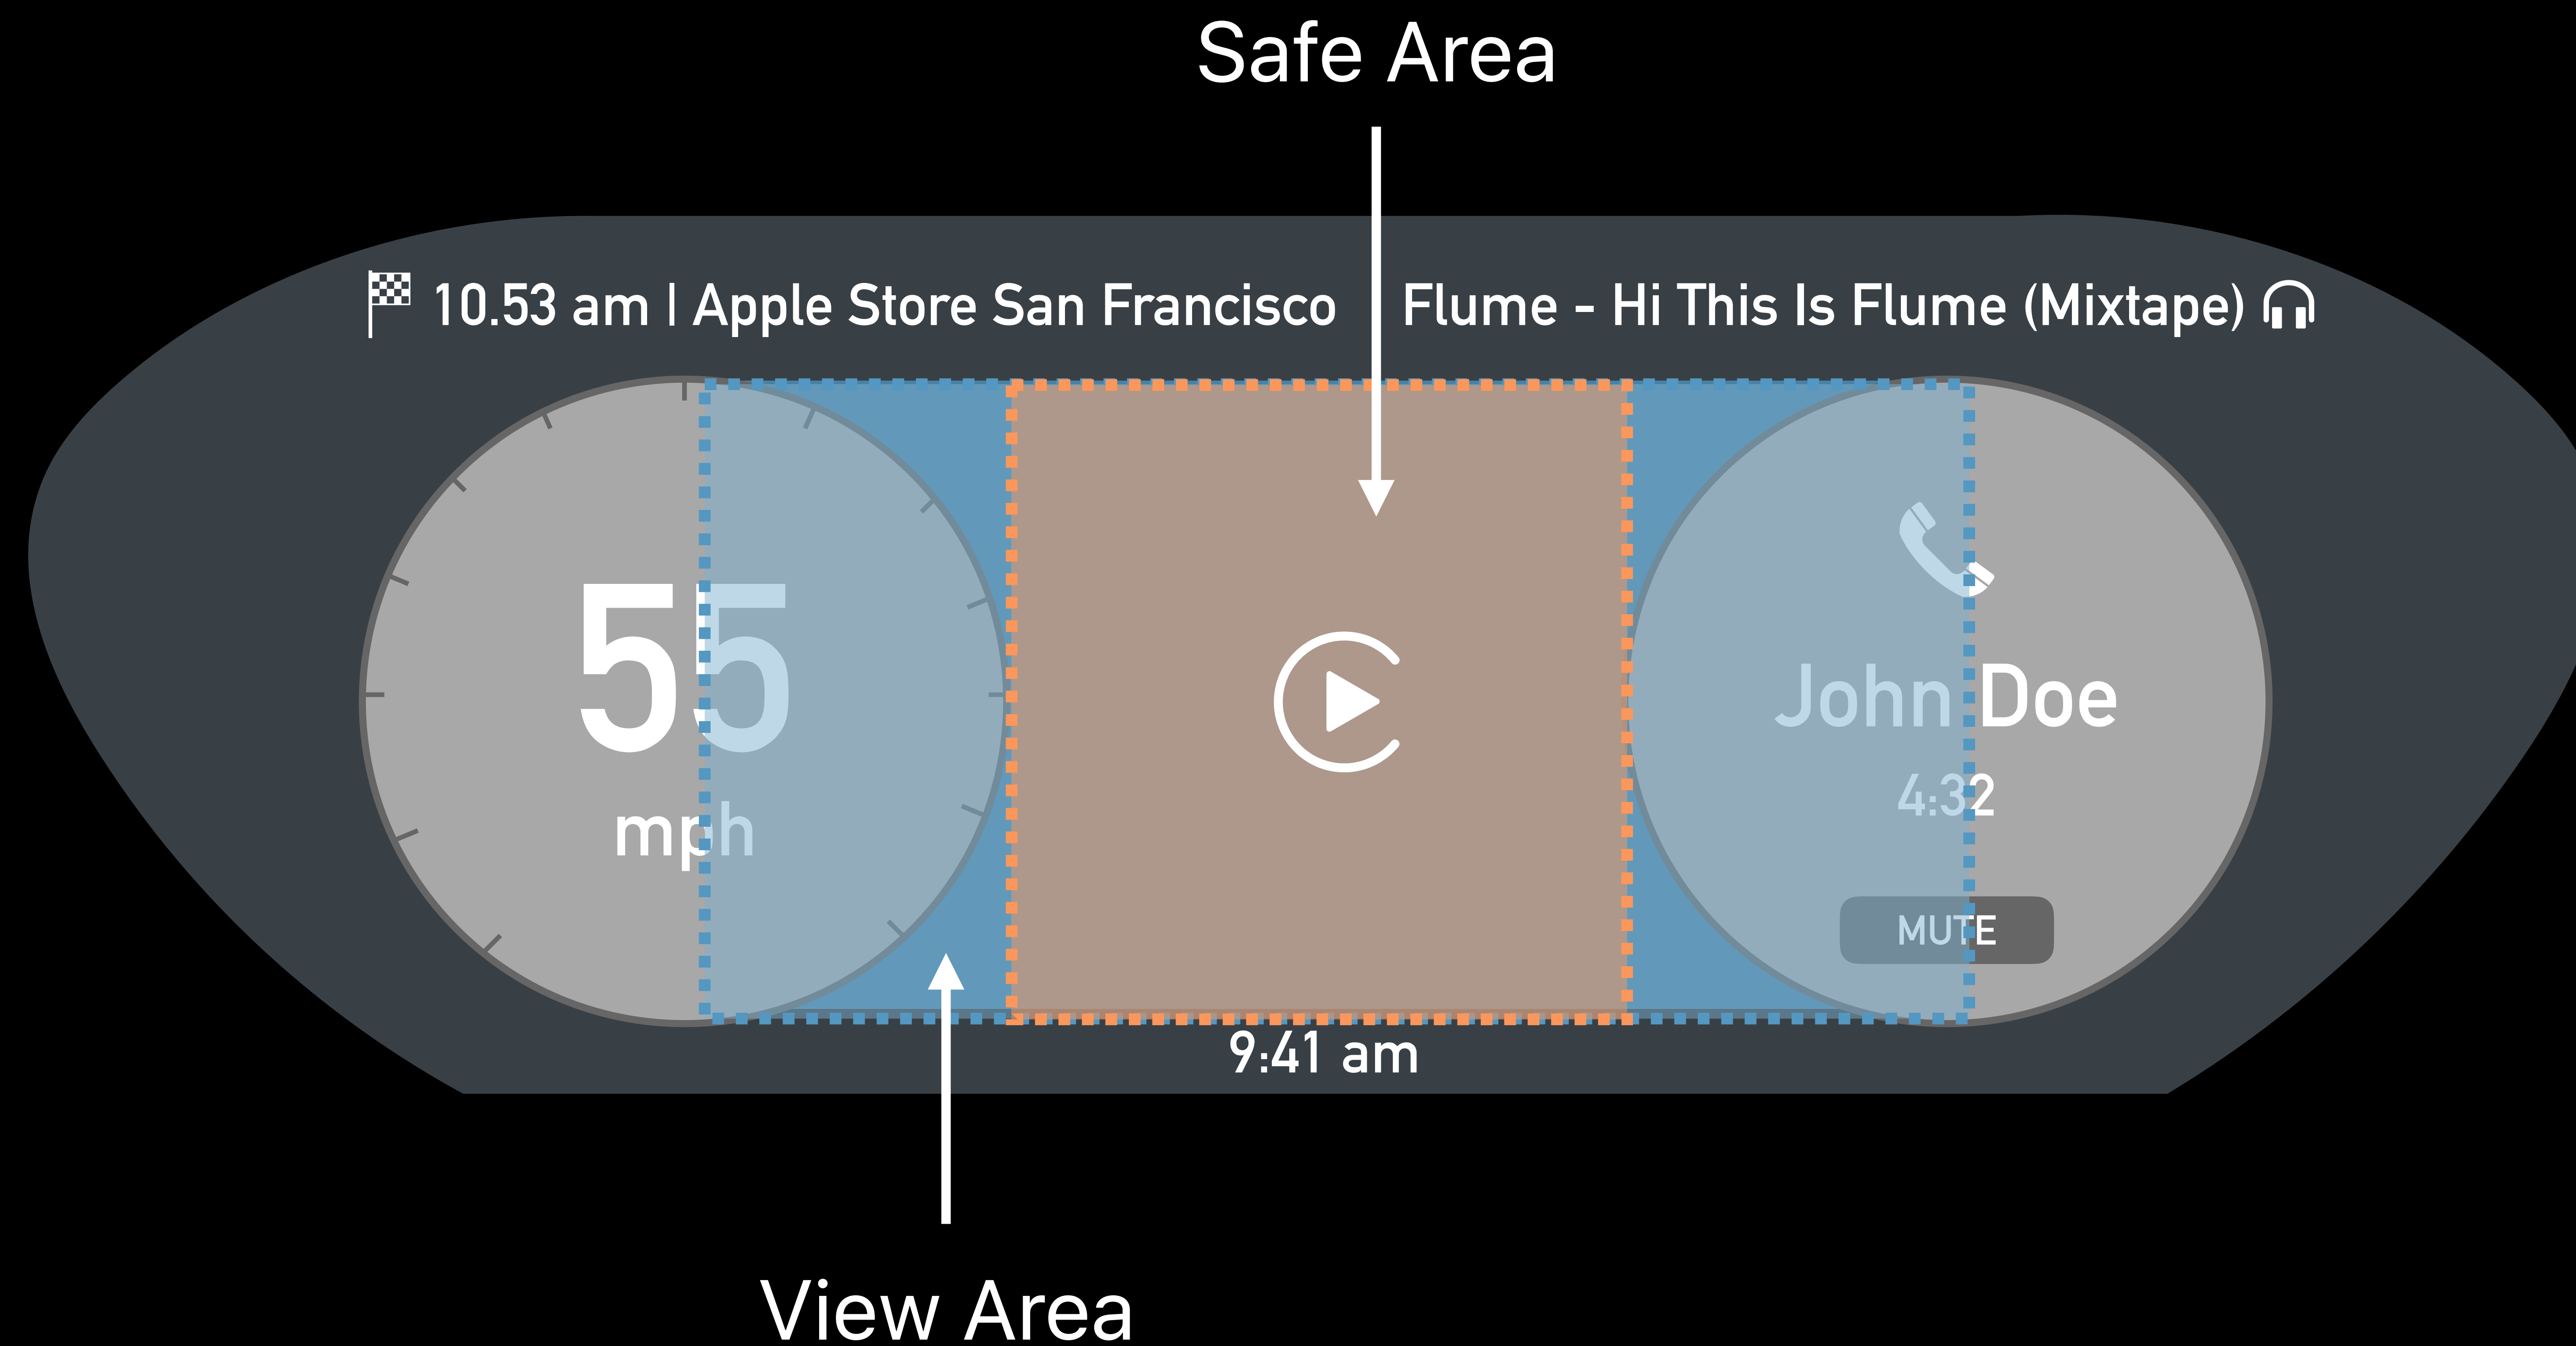 Safe Area
10.53 am | Apple Store San Francisco
Flume - Hi This Is Flume (Mixtape)
55
mph
John Doe
4:32
MUTE
9:41 am
View Area